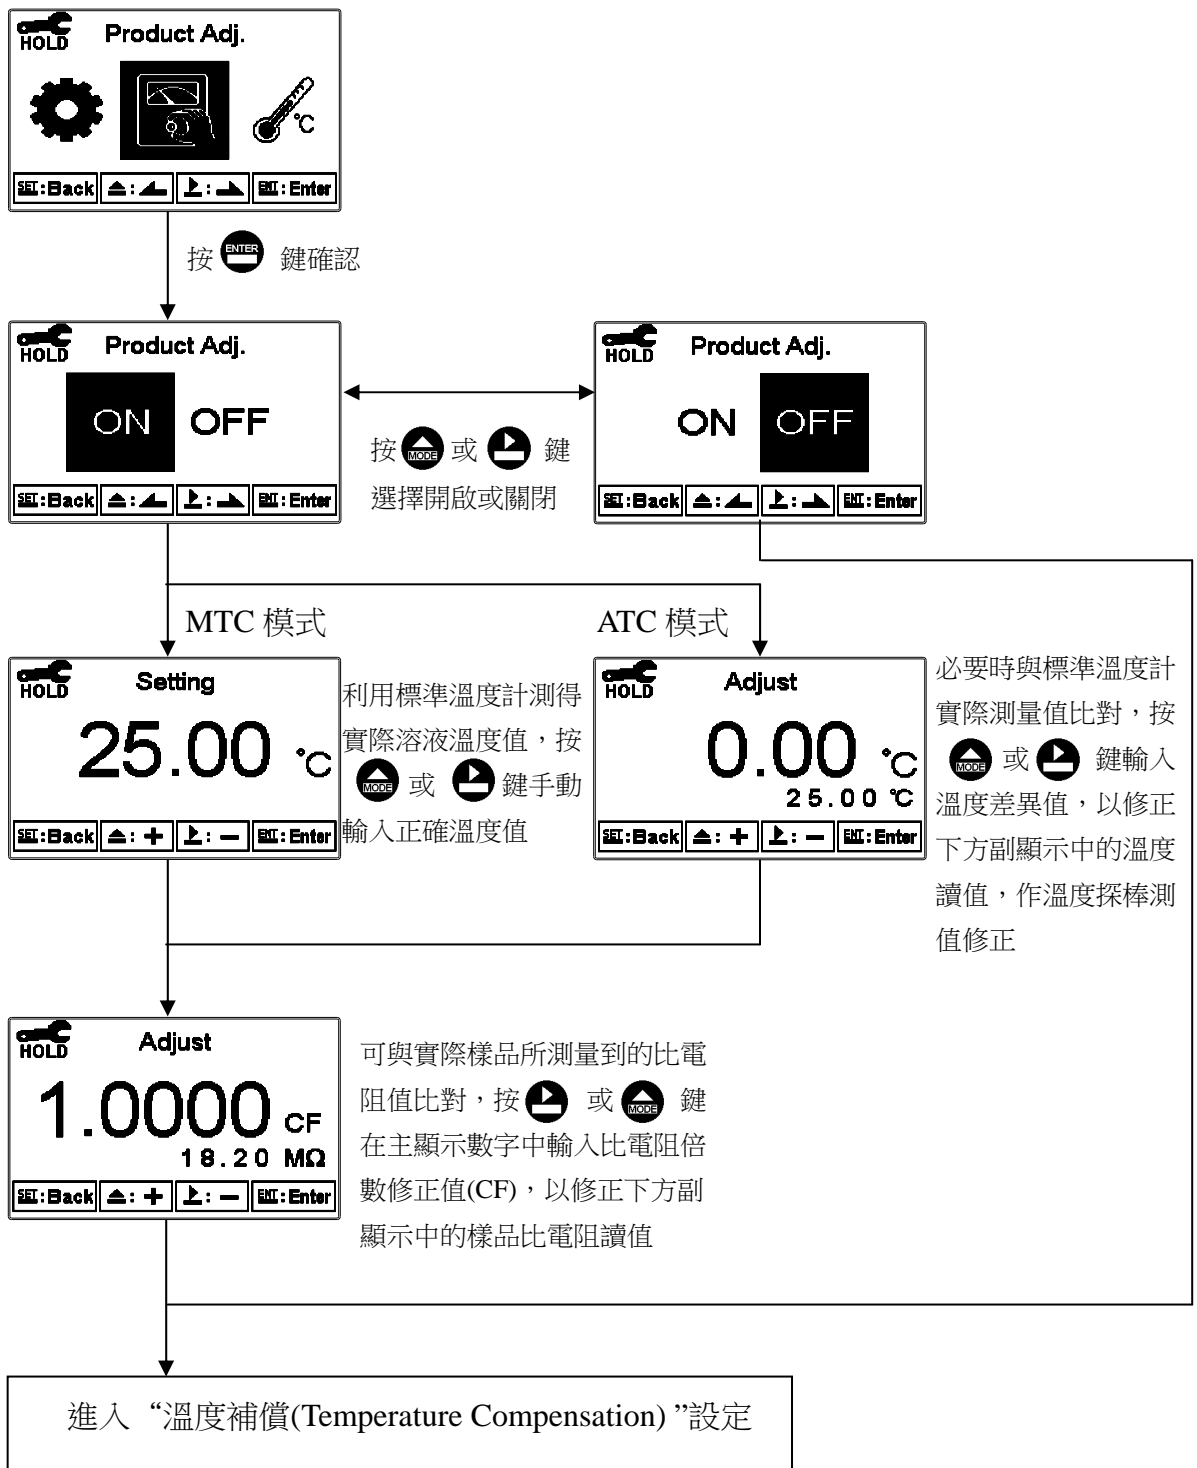 HOLD Product Adj.
℃
SET:Back ▲: ▶: ENT:Enter
按 ENTER 鍵確認
HOLD Product Adj.
ON OFF
SET:Back ▲: ▶: ENT:Enter
按 MODE 或 鍵
選擇開啟或關閉
HOLD Product Adj.
ON OFF
SET:Back ▲: ▶: ENT:Enter
MTC 模式
ATC 模式
HOLD Setting
25.00 ℃
SET:Back ▲:+ ▶:− ENT:Enter
利用標準溫度計測得
實際溶液溫度值，按
MODE 或 鍵手動
輸入正確溫度值
HOLD Adjust
0.00 ℃
25.00 ℃
SET:Back ▲:+ ▶:− ENT:Enter
必要時與標準溫度計
實際測量值比對，按
MODE 或 鍵輸入
溫度差異值，以修正
下方副顯示中的溫度
讀值，作溫度探棒測
值修正
HOLD Adjust
1.0000 CF
18.20 MΩ
SET:Back ▲:+ ▶:− ENT:Enter
可與實際樣品所測量到的比電
阻值比對，按 或 MODE 鍵
在主顯示數字中輸入比電阻倍
數修正值(CF)，以修正下方副
顯示中的樣品比電阻讀值
進入“溫度補償(Temperature Compensation) ”設定